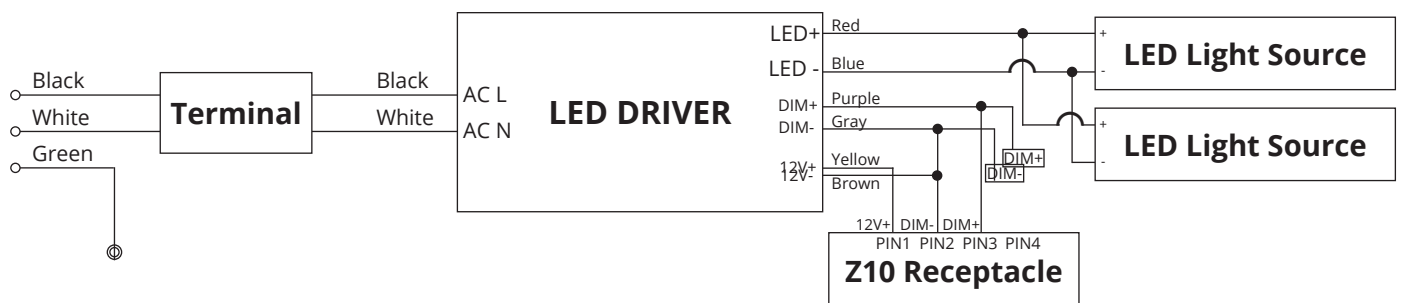 Black
White
Green
Terminal
Black
White
AC L
AC N
LED DRIVER
LED+
LED -
DIM+
DIM-
12V+
12V-
Red
Blue
Purple
Gray
Yellow
Brown
DIM+
DIM-
+
LED Light Source
-
+
LED Light Source
-
12V+ DIM- DIM+
PIN1 PIN2 PIN3 PIN4
Z10 Receptacle